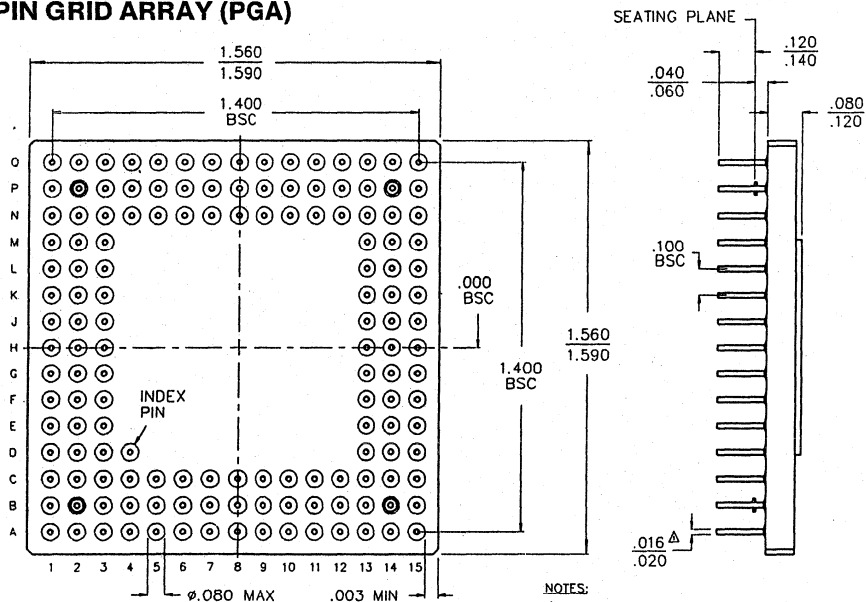 PIN GRID ARRAY (PGA)
SEATING PLANE
1.560
1.590
1.400
BSC
.120
.140
.040
.060
.080
.120
Q
P
N
M
L
K
J
H
G
F
E
D
C
B
A
.000
BSC
.100
BSC
1.400
BSC
1.560
1.590
INDEX
PIN
.016
.020
1 2 3 4 5 6 7 8 9 10 11 12 13 14 15
ø.080 MAX
.003 MIN
NOTES: